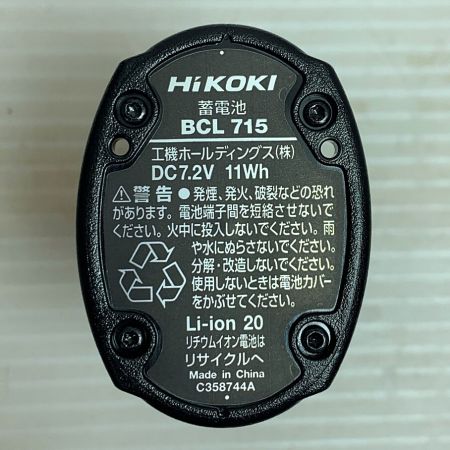 HiKOKI
蓄電池
BCL 715
工機ホールディングス(株)
DC7.2V 11Wh
⚠警告 ●発煙、発火、破裂などの恐れ
があります。電池端子間を短絡させないで
ください。火中に投入しないでください。雨
や水にぬらさないでください。
分解・改造しないでください。
使用しないときは電池カバー
をかぶせてください。
Li-ion 20
リチウムイオン電池は
リサイクルへ
Made in China
C358744A